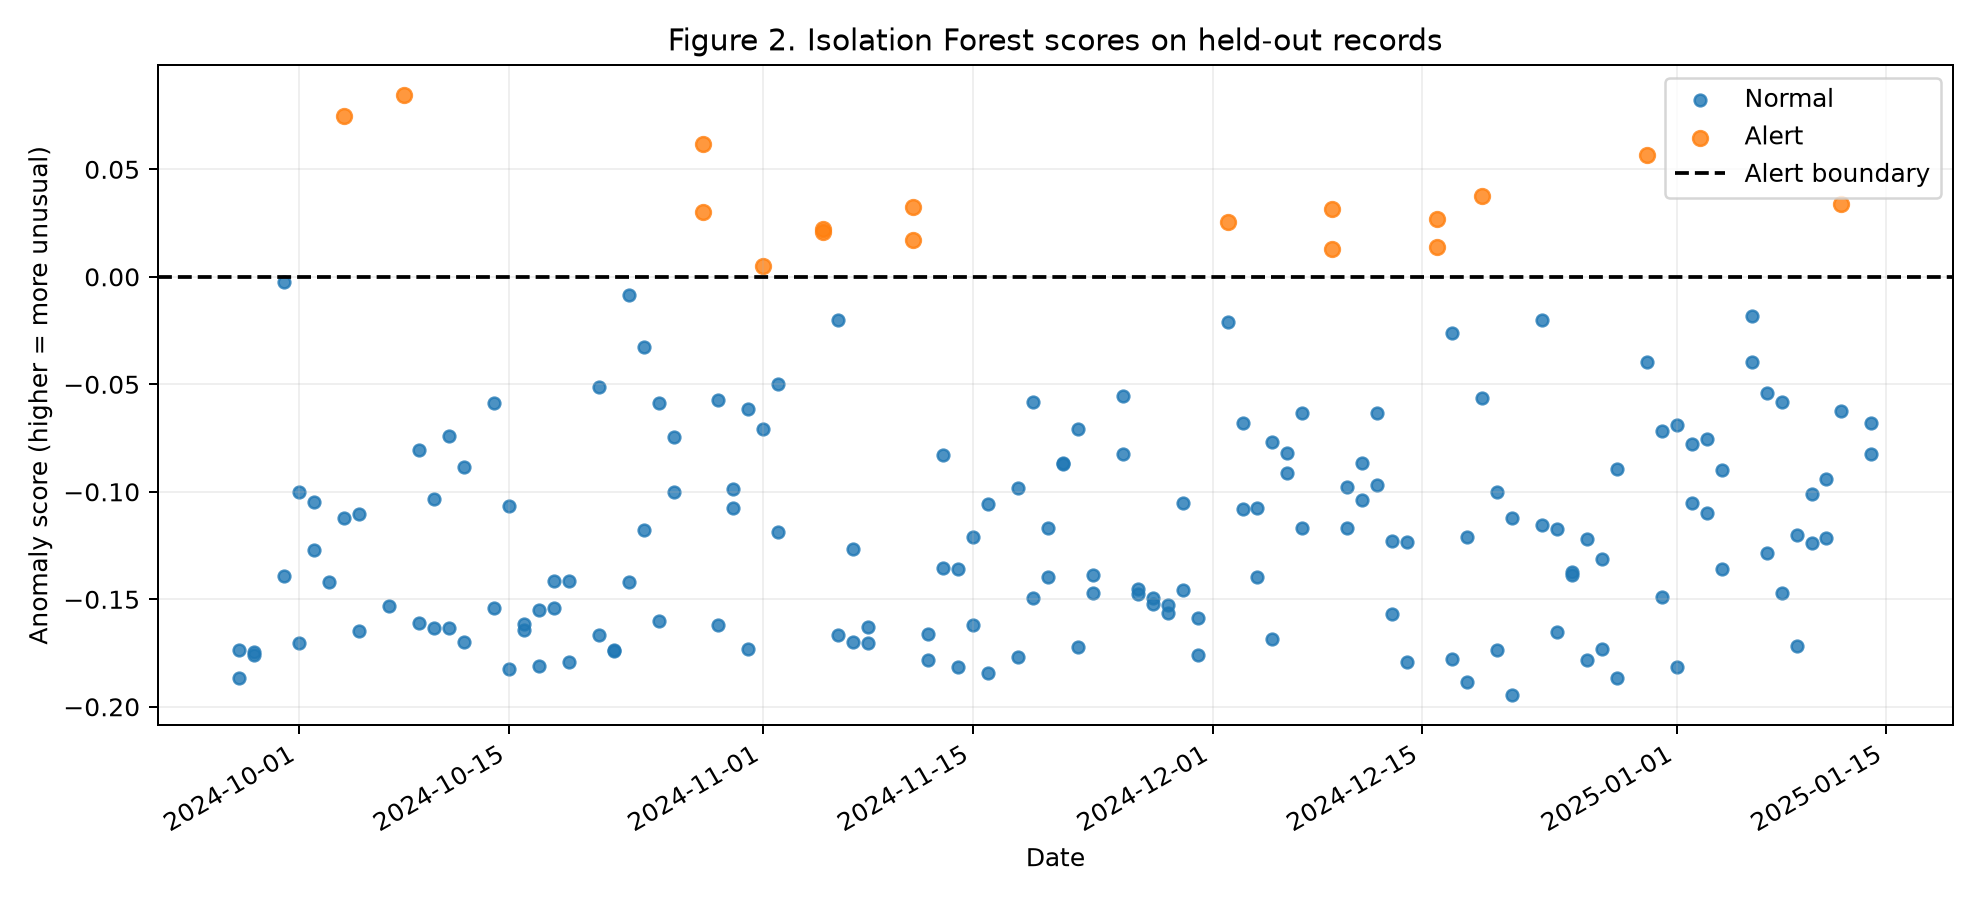 Figure 2. Isolation Forest scores on held-out records
Normal
Alert
Alert boundary
Anomaly score (higher = more unusual)
0.05
0.00
−0.05
−0.10
−0.15
−0.20
2024-10-01
2024-10-15
2024-11-01
2024-11-15
2024-12-01
2024-12-15
2025-01-01
2025-01-15
Date